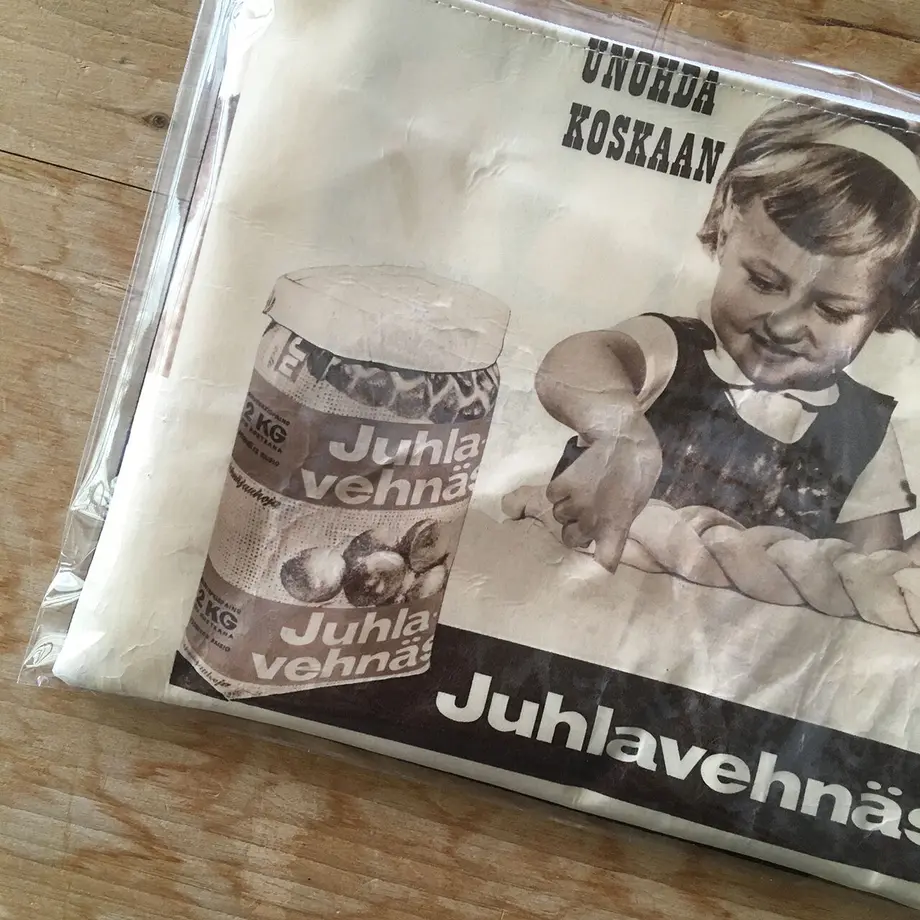 UNOHDA
KOSKAAN
2 KG
Juhla-
vehnäs
Juhla-
vehnäs
2 KG
Juhlavehnäs